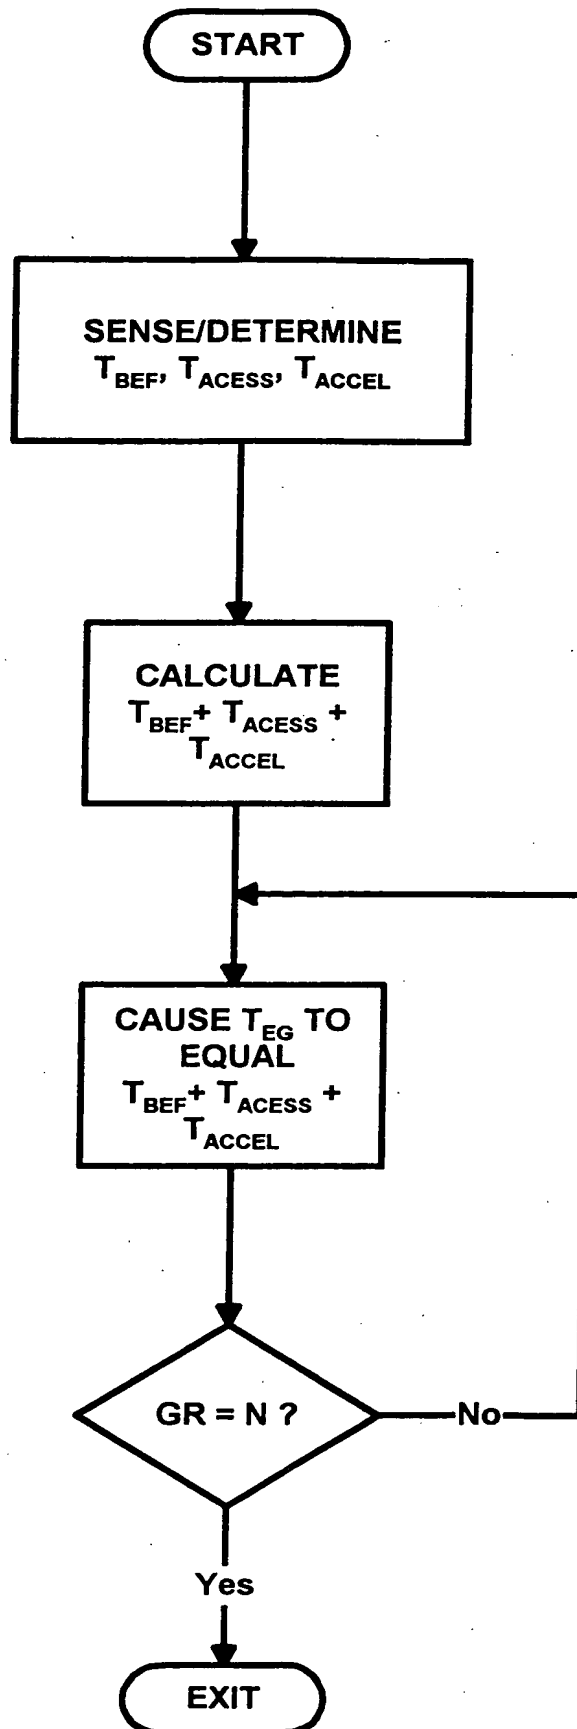 START
SENSE/DETERMINE
T_BEF, T_ACESS, T_ACCEL
CALCULATE
T_BEF + T_ACESS +
T_ACCEL
CAUSE T_EG TO
EQUAL
T_BEF + T_ACESS +
T_ACCEL
GR = N ?
No
Yes
EXIT